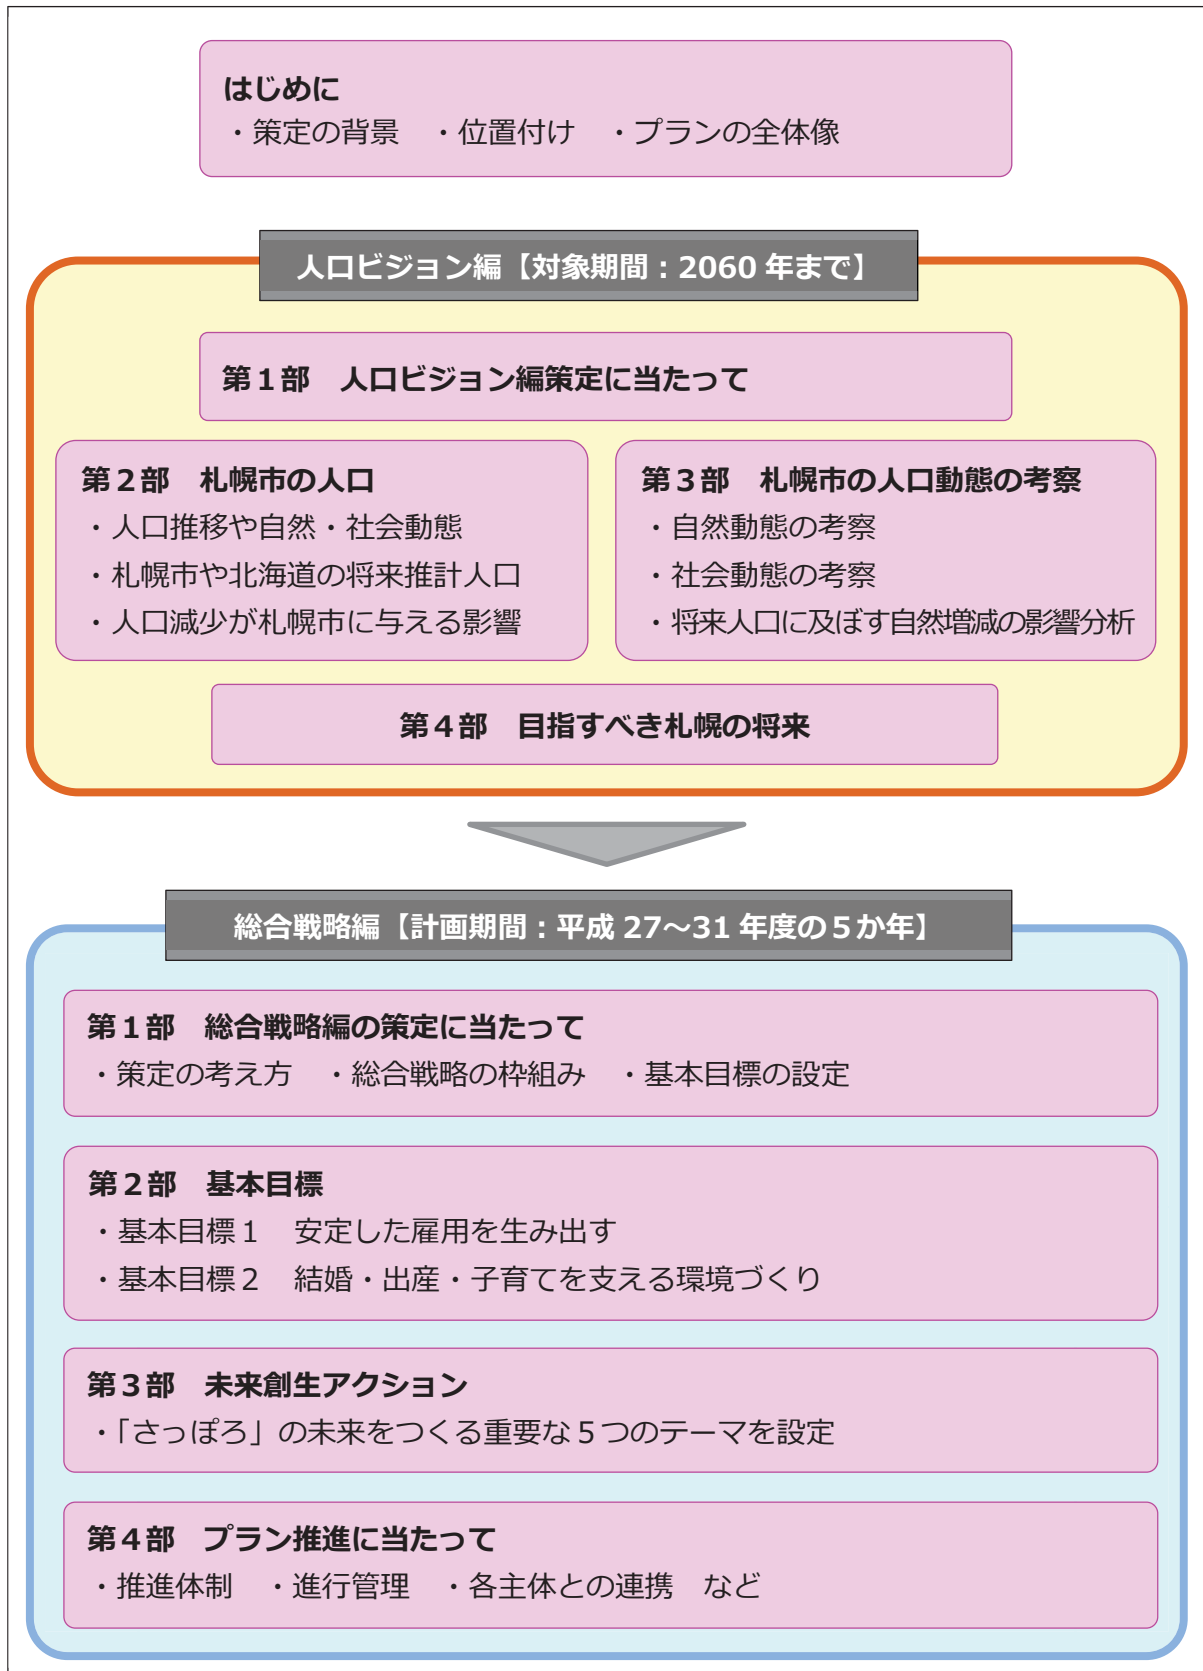 はじめに
・策定の背景　・位置付け　・プランの全体像
人口ビジョン編【対象期間：2060 年まで】
第１部　人口ビジョン編策定に当たって
第２部　札幌市の人口
・人口推移や自然・社会動態
・札幌市や北海道の将来推計人口
・人口減少が札幌市に与える影響
第３部　札幌市の人口動態の考察
・自然動態の考察
・社会動態の考察
・将来人口に及ぼす自然増減の影響分析
第４部　目指すべき札幌の将来
総合戦略編【計画期間：平成 27～31 年度の５か年】
第１部　総合戦略編の策定に当たって
・策定の考え方　・総合戦略の枠組み　・基本目標の設定
第２部　基本目標
・基本目標１　安定した雇用を生み出す
・基本目標２　結婚・出産・子育てを支える環境づくり
第３部　未来創生アクション
・「さっぽろ」の未来をつくる重要な５つのテーマを設定
第４部　プラン推進に当たって
・推進体制　・進行管理　・各主体との連携　など